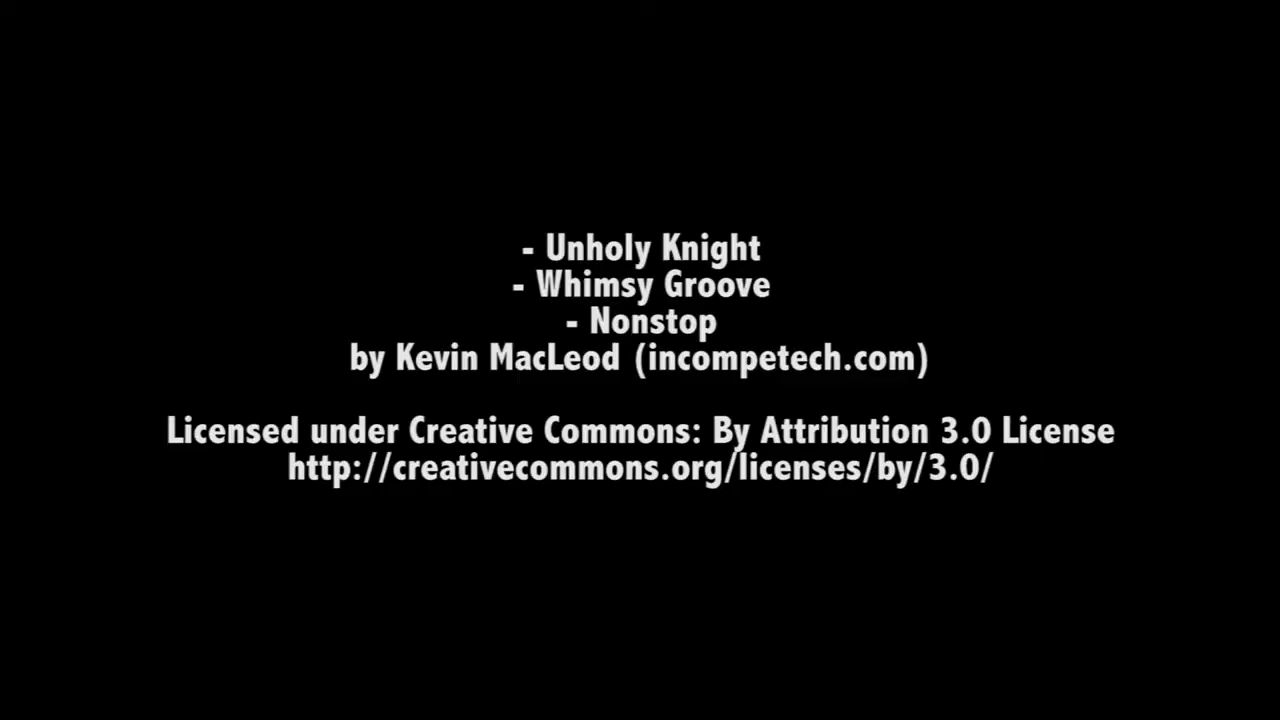 - Unholy Knight
- Whimsy Groove
- Nonstop
by Kevin MacLeod (incompetech.com)
Licensed under Creative Commons: By Attribution 3.0 License
http://creativecommons.org/licenses/by/3.0/